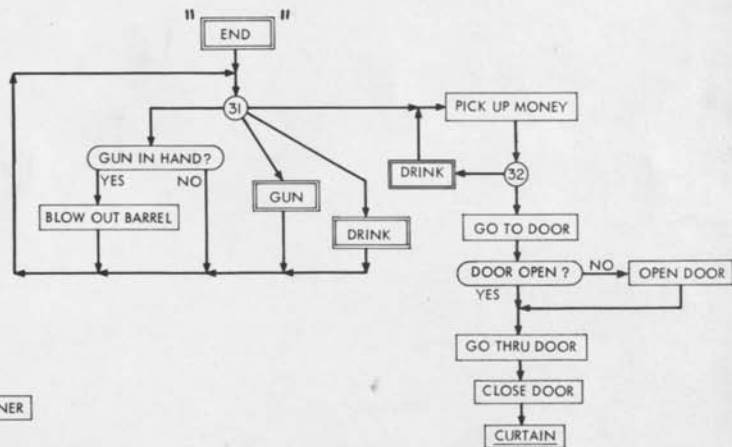 " END "
31
PICK UP MONEY
GUN IN HAND?
YES
NO
GUN
DRINK
32
BLOW OUT BARREL
DRINK
GO TO DOOR
DOOR OPEN ?
NO
OPEN DOOR
YES
GO THRU DOOR
CLOSE DOOR
NER
CURTAIN